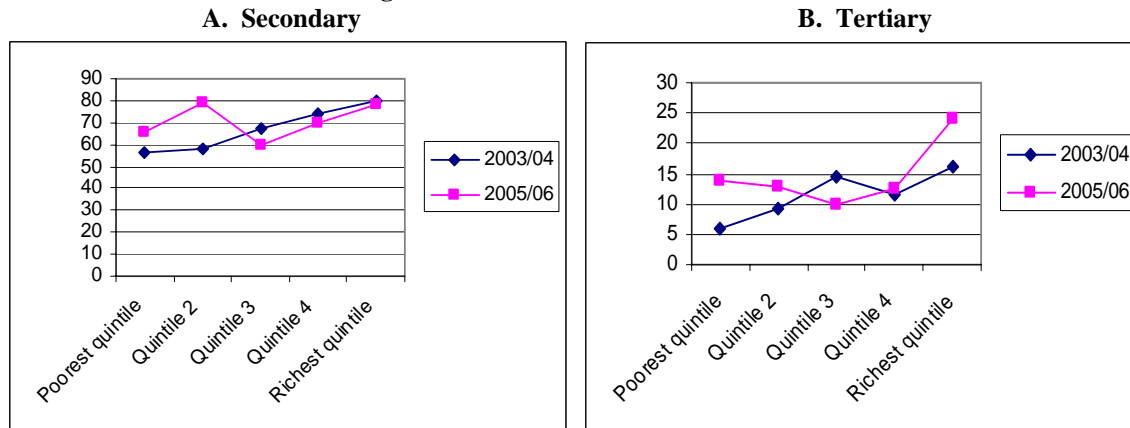 A. Secondary
90
80
70
60
50
40
30
20
10
0
Poorest quintile
Quintile 2
Quintile 3
Quintile 4
Richest quintile
2003/04
2005/06
B. Tertiary
30
25
20
15
10
5
0
Poorest quintile
Quintile 2
Quintile 3
Quintile 4
Richest quintile
2003/04
2005/06